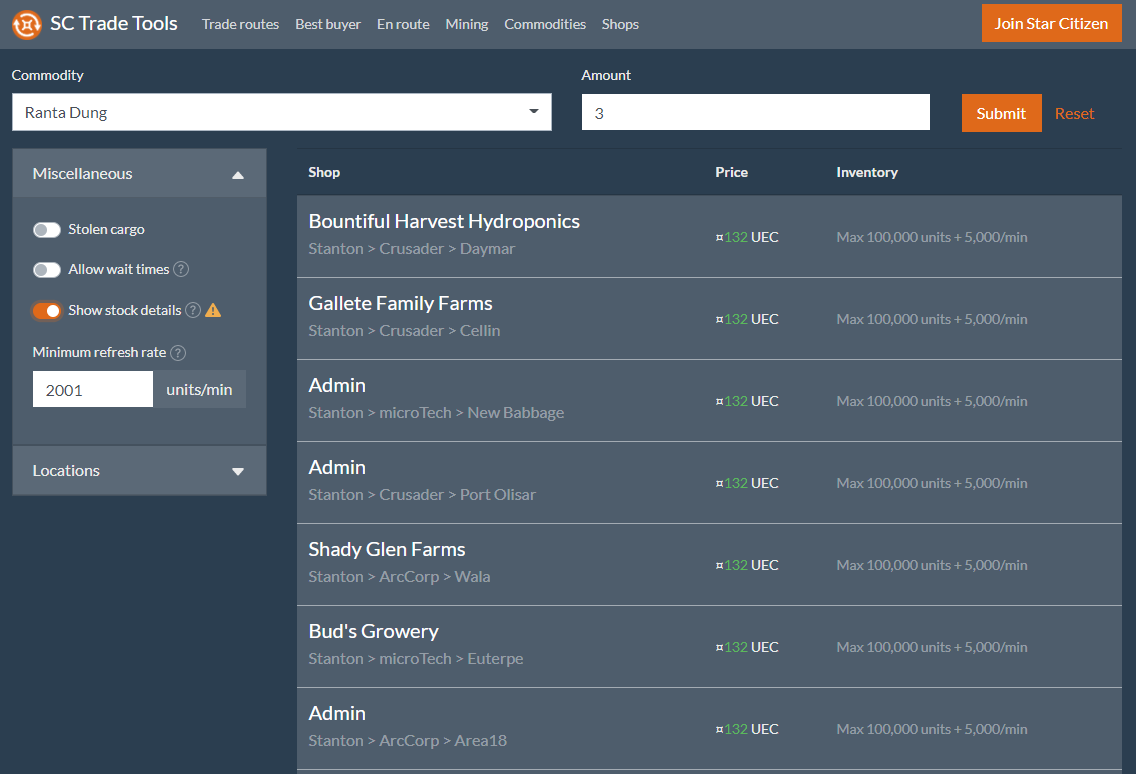 SC Trade Tools Trade routes Best buyer En route Mining Commodities Shops Join Star Citizen
Commodity Amount
Ranta Dung 3 Submit Reset
Miscellaneous
Stolen cargo
Allow wait times ?
Show stock details ?
Minimum refresh rate ?
2001 units/min
Locations
Shop Price Inventory
Bountiful Harvest Hydroponics
Stanton > Crusader > Daymar
¤132 UEC Max 100,000 units + 5,000/min
Gallete Family Farms
Stanton > Crusader > Cellin
¤132 UEC Max 100,000 units + 5,000/min
Admin
Stanton > microTech > New Babbage
¤132 UEC Max 100,000 units + 5,000/min
Admin
Stanton > Crusader > Port Olisar
¤132 UEC Max 100,000 units + 5,000/min
Shady Glen Farms
Stanton > ArcCorp > Wala
¤132 UEC Max 100,000 units + 5,000/min
Bud's Growery
Stanton > microTech > Euterpe
¤132 UEC Max 100,000 units + 5,000/min
Admin
Stanton > ArcCorp > Area18
¤132 UEC Max 100,000 units + 5,000/min